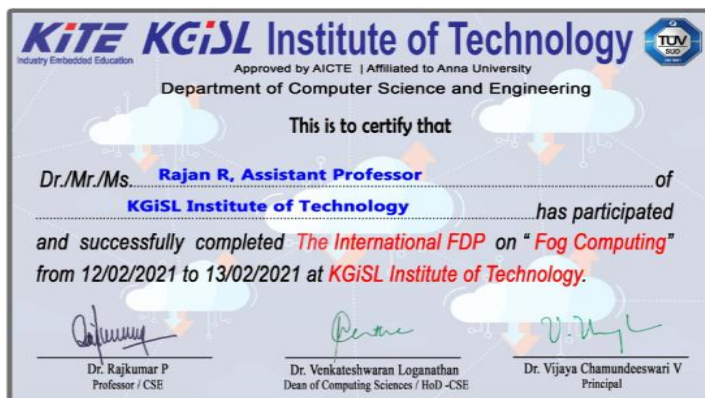 KiTE KGiSL Institute of Technology
Industry Embedded Education
TÜV
SUD
Approved by AICTE | Affiliated to Anna University
Department of Computer Science and Engineering
This is to certify that
Dr./Mr./Ms. Rajan R, Assistant Professor of
KGiSL Institute of Technology has participated
and successfully completed The International FDP on “ Fog Computing”
from 12/02/2021 to 13/02/2021 at KGiSL Institute of Technology.
Dr. Rajkumar P
Professor / CSE
Dr. Venkateshwaran Loganathan
Dean of Computing Sciences / HoD -CSE
Dr. Vijaya Chamundeeswari V
Principal